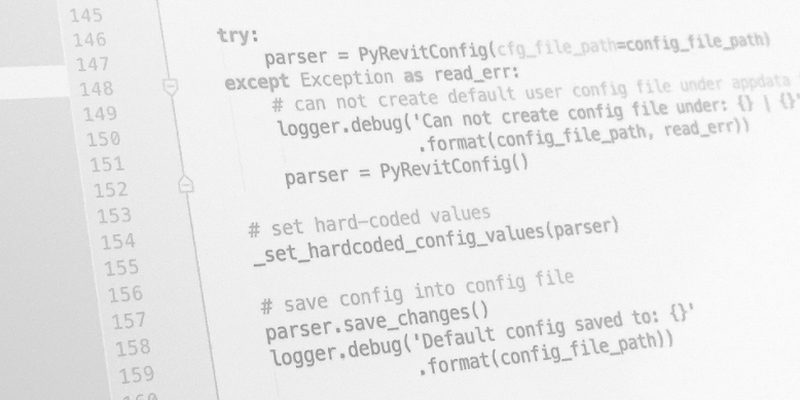 145
146 try:
147 parser = PyRevitConfig(cfg_file_path=config_file_path)
148 except Exception as read_err:
149 # can not create default user config file under appdata
150 logger.debug('Can not create config file under: {} | {}'
151 .format(config_file_path, read_err))
152 parser = PyRevitConfig()
153
154 # set hard-coded values
155 _set_hardcoded_config_values(parser)
156
157 # save config into config file
158 parser.save_changes()
159 logger.debug('Default config saved to: {}'
160 .format(config_file_path))